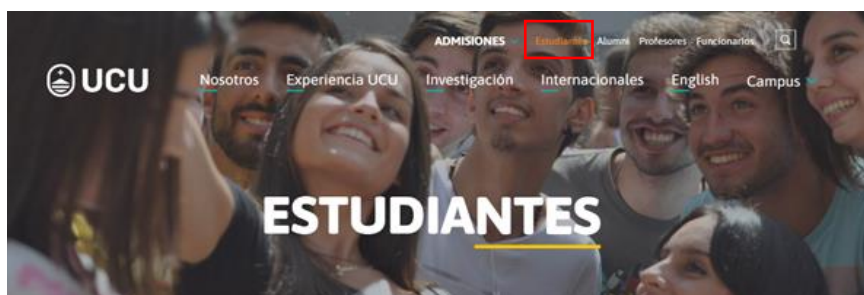 ADMISIONES Estudiantes Alumni Profesores Funcionarios
UCU Nosotros Experiencia UCU Investigación Internacionales English Campus
ESTUDIANTES